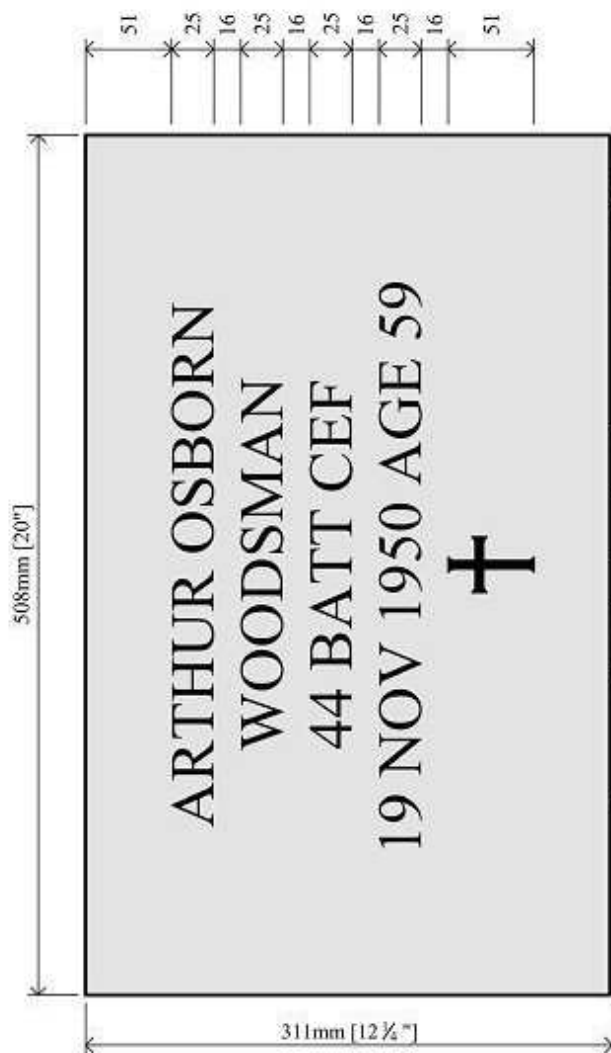 51
25
16
25
16
25
16
25
16
51
508mm [20"]
ARTHUR OSBORN
WOODSMAN
44 BATT CEF
19 NOV 1950 AGE 59
311mm [12 ¼ "]